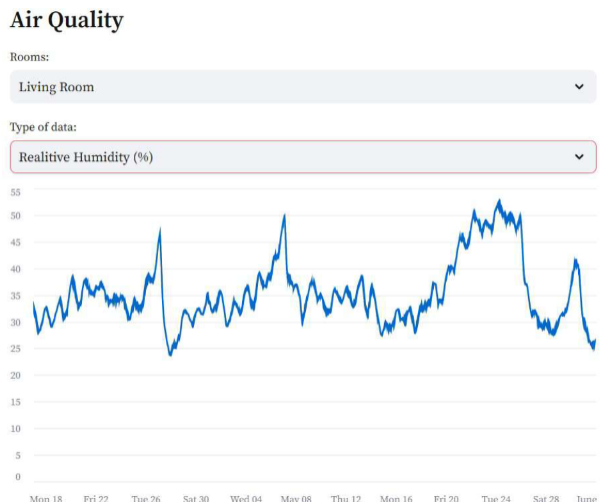 Air Quality
Rooms:
Living Room
Type of data:
Realitive Humidity (%)
55
50
45
40
35
30
25
20
15
10
5
0
Mon 18 Fri 22 Tue 26 Sat 30 Wed 04 May 08 Thu 12 Mon 16 Fri 20 Tue 24 Sat 28 June